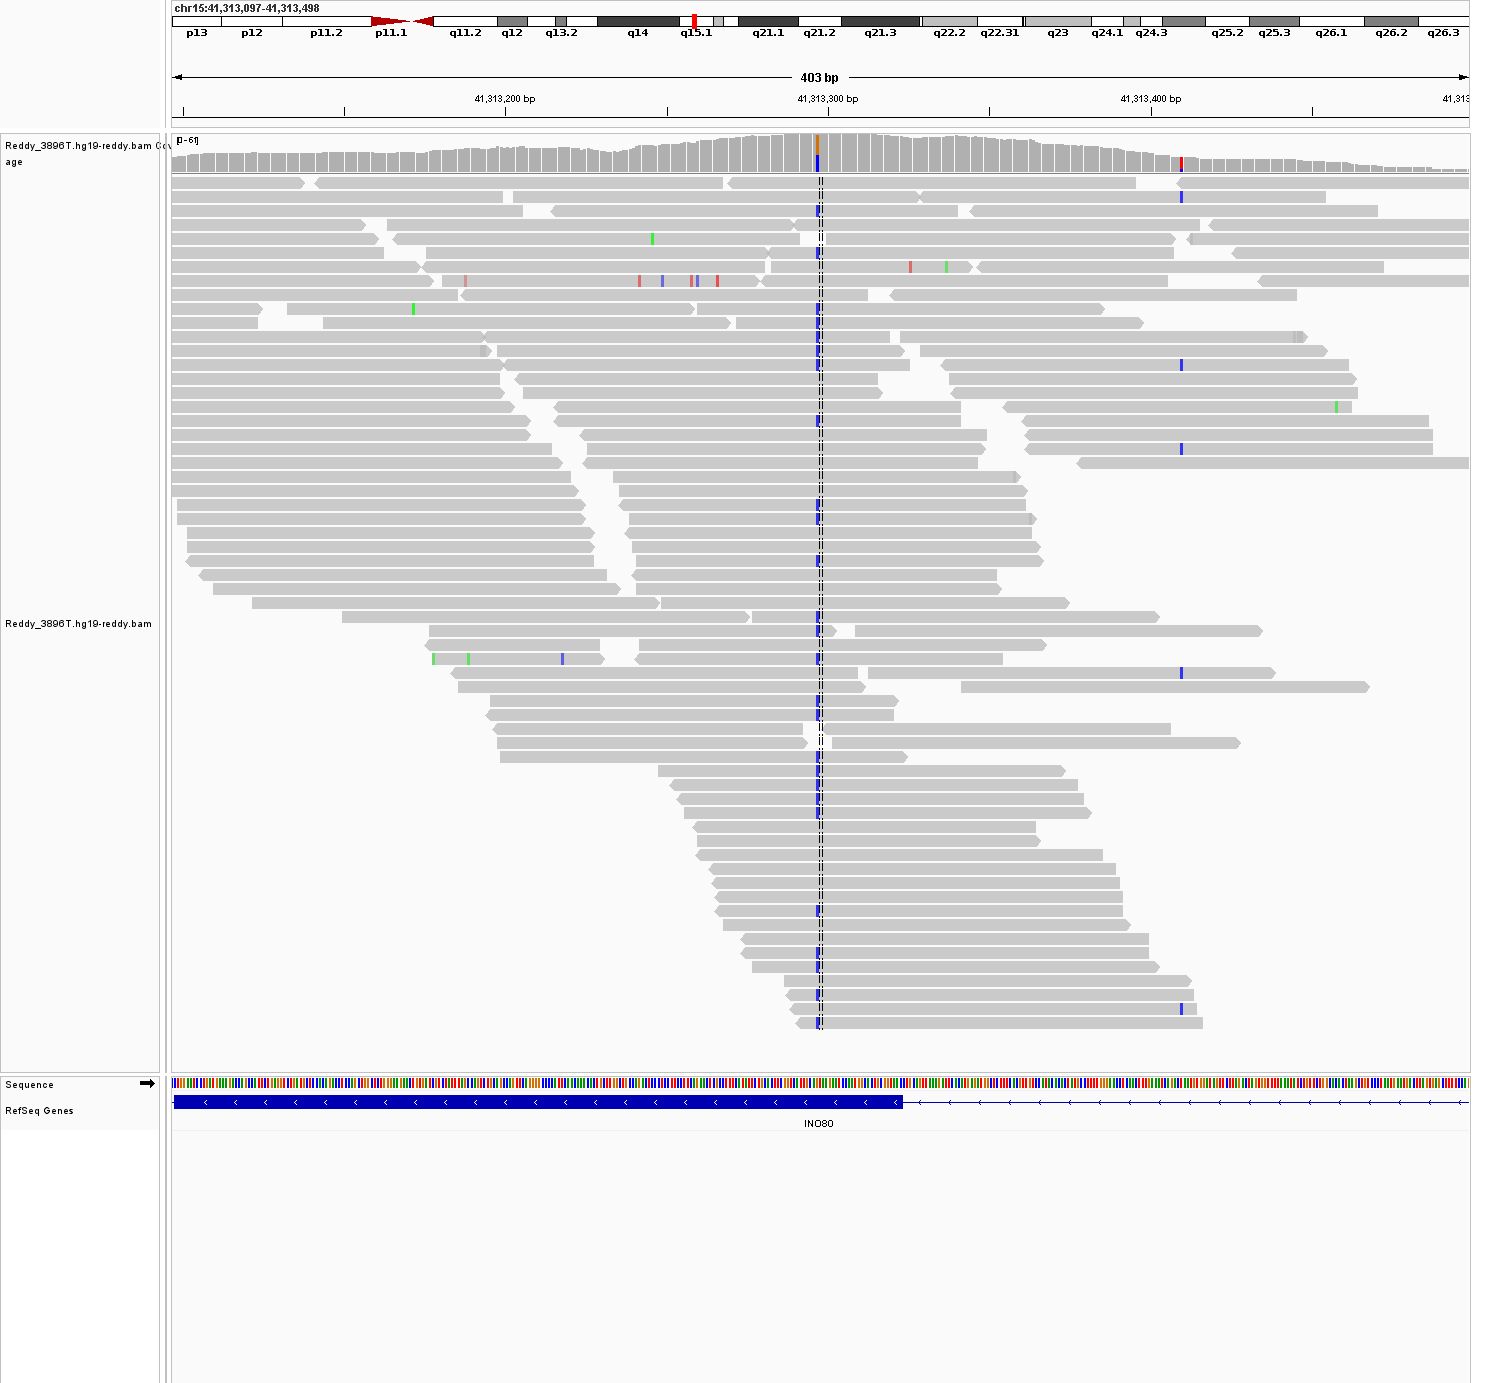 chr15:41,313,097-41,313,498
p13 p12 p11.2 p11.1 q11.2 q12 q13.2 q14 q15.1 q21.1 q21.2 q21.3 q22.2 q22.31 q23 q24.1 q24.3 q25.2 q25.3 q26.1 q26.2 q26.3
403 bp
41,313,200 bp 41,313,300 bp 41,313,400 bp 41,313
[0-61]
Reddy_3896T.hg19-reddy.bam Cov
age
Reddy_3896T.hg19-reddy.bam
Sequence
RefSeq Genes
INO80